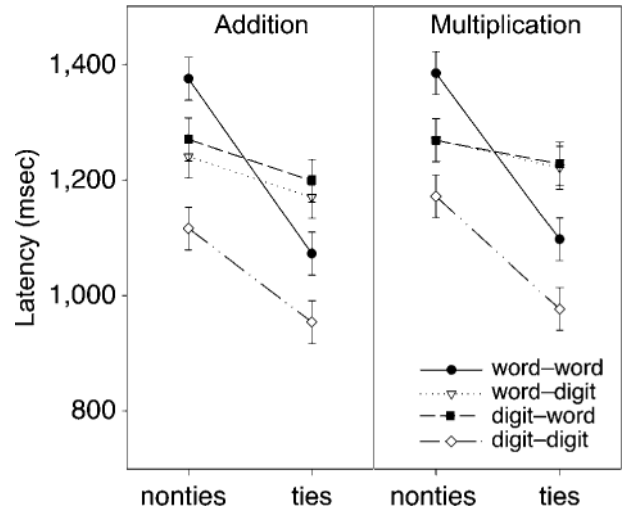 Addition
Multiplication
1,400
1,200
1,000
800
Latency (msec)
word–word
word–digit
digit–word
digit–digit
nonties
ties
nonties
ties